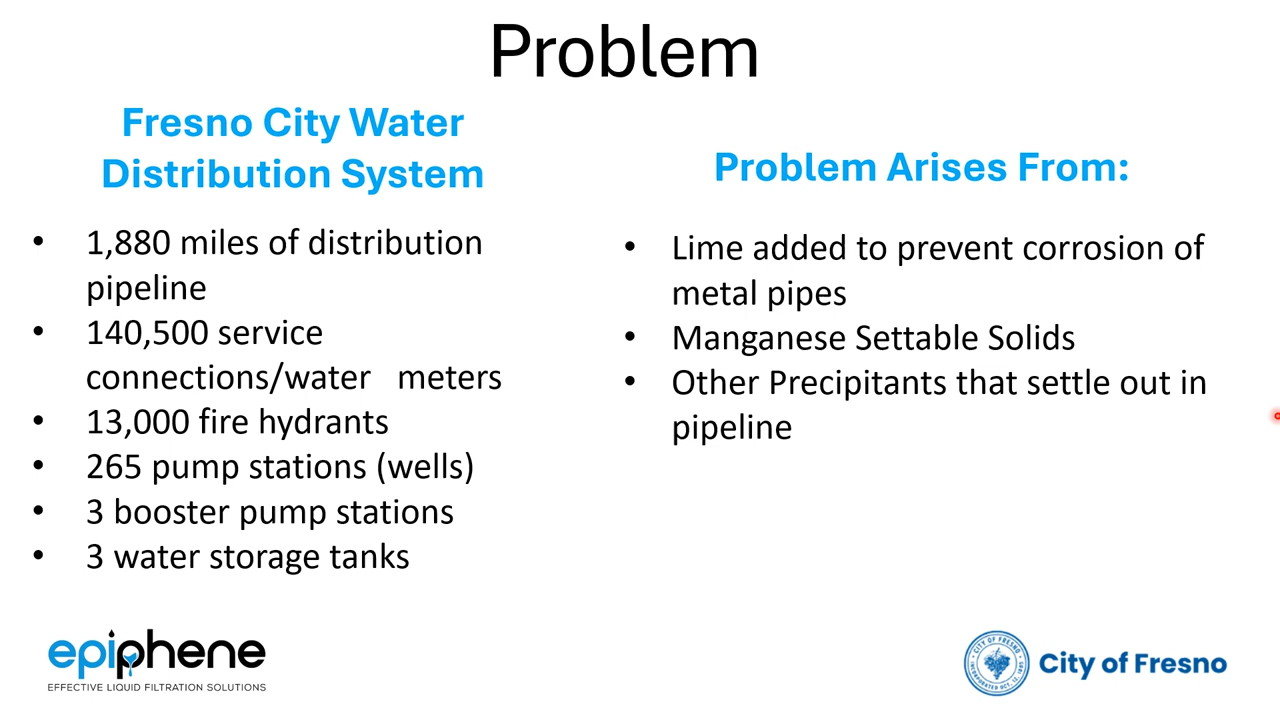 Problem
Fresno City Water
Distribution System
• 1,880 miles of distribution
pipeline
• 140,500 service
connections/water meters
• 13,000 fire hydrants
• 265 pump stations (wells)
• 3 booster pump stations
• 3 water storage tanks
Problem Arises From:
• Lime added to prevent corrosion of
metal pipes
• Manganese Settable Solids
• Other Precipitants that settle out in
pipeline
epiphene
EFFECTIVE LIQUID FILTRATION SOLUTIONS
City of Fresno